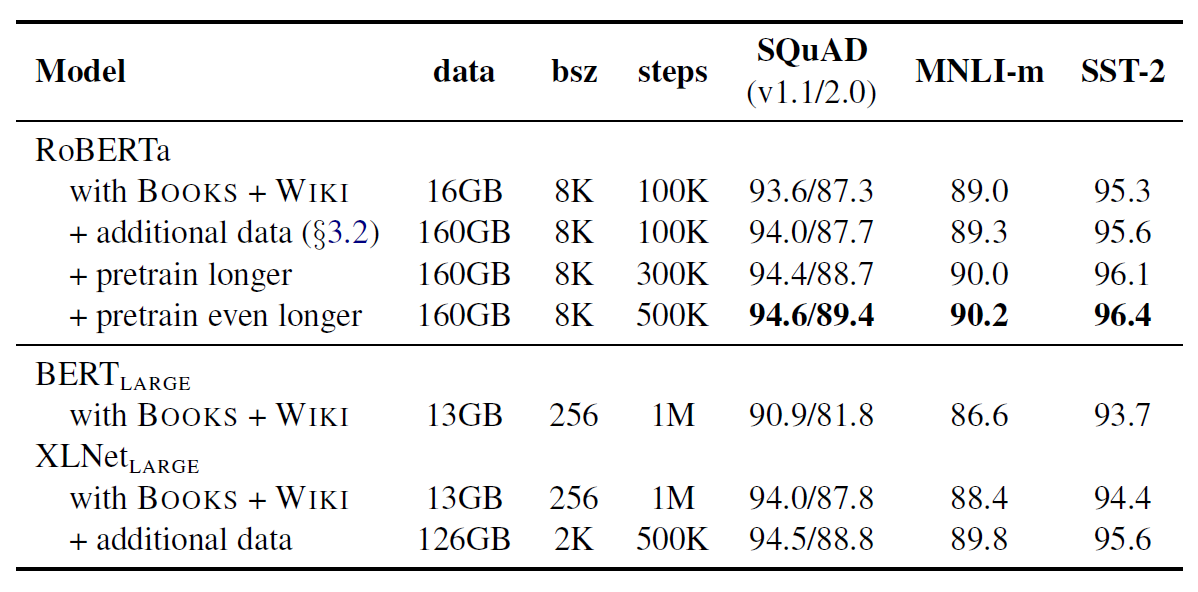 Model data bsz steps SQuAD (v1.1/2.0) MNLI-m SST-2
RoBERTa
with BOOKS + WIKI 16GB 8K 100K 93.6/87.3 89.0 95.3
+ additional data (§3.2) 160GB 8K 100K 94.0/87.7 89.3 95.6
+ pretrain longer 160GB 8K 300K 94.4/88.7 90.0 96.1
+ pretrain even longer 160GB 8K 500K 94.6/89.4 90.2 96.4
BERTLARGE
with BOOKS + WIKI 13GB 256 1M 90.9/81.8 86.6 93.7
XLNetLARGE
with BOOKS + WIKI 13GB 256 1M 94.0/87.8 88.4 94.4
+ additional data 126GB 2K 500K 94.5/88.8 89.8 95.6